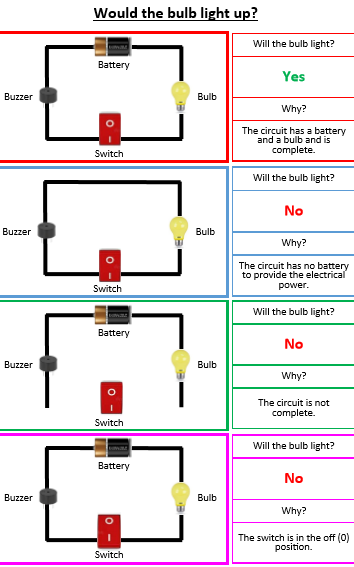 Would the bulb light up?
Battery
Buzzer
Bulb
O
I
Switch
Will the bulb light?
Yes
Why?
The circuit has a battery
and a bulb and is
complete.
Buzzer
Bulb
O
I
Switch
Will the bulb light?
No
Why?
The circuit has no battery
to provide the electrical
power.
Battery
Buzzer
Bulb
O
I
Switch
Will the bulb light?
No
Why?
The circuit is not
complete.
Battery
Buzzer
Bulb
O
I
Switch
Will the bulb light?
No
Why?
The switch is in the off (0)
position.